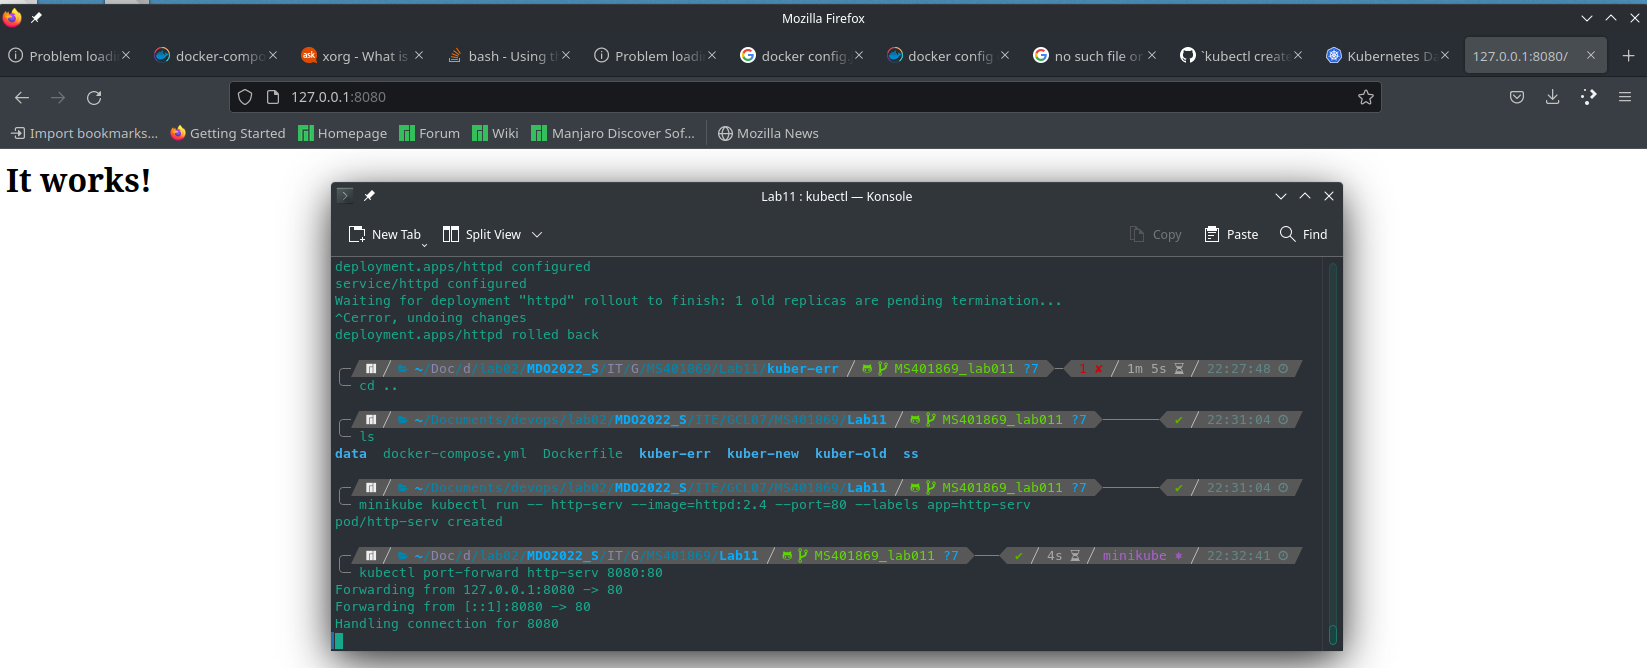 Mozilla Firefox
Problem loadi docker-compo xorg - What is bash - Using t Problem loadi docker config. docker config no such file or `kubectl create Kubernetes Da 127.0.0.1:8080/
127.0.0.1:8080
Import bookmarks... Getting Started Homepage Forum Wiki Manjaro Discover Sof... Mozilla News
It works!
Lab11 : kubectl — Konsole
New Tab Split View Copy Paste Find
deployment.apps/httpd configured
service/httpd configured
Waiting for deployment "httpd" rollout to finish: 1 old replicas are pending termination...
^Cerror, undoing changes
deployment.apps/httpd rolled back
~/Doc/d/lab02/MDO2022_S/IT/G/MS401869/Lab11/kuber-err MS401869_lab011 ?7 1 ✘ 1m 5s 22:27:48
cd ..
~/Documents/devops/lab02/MDO2022_S/ITE/GCL07/MS401869/Lab11 MS401869_lab011 ?7 ✔ 22:31:04
ls
data docker-compose.yml Dockerfile kuber-err kuber-new kuber-old ss
~/Documents/devops/lab02/MDO2022_S/ITE/GCL07/MS401869/Lab11 MS401869_lab011 ?7 ✔ 22:31:04
minikube kubectl run -- http-serv --image=httpd:2.4 --port=80 --labels app=http-serv
pod/http-serv created
~/Doc/d/lab02/MDO2022_S/IT/G/MS401869/Lab11 MS401869_lab011 ?7 ✔ 4s minikube ⎈ 22:32:41
kubectl port-forward http-serv 8080:80
Forwarding from 127.0.0.1:8080 -> 80
Forwarding from [::1]:8080 -> 80
Handling connection for 8080